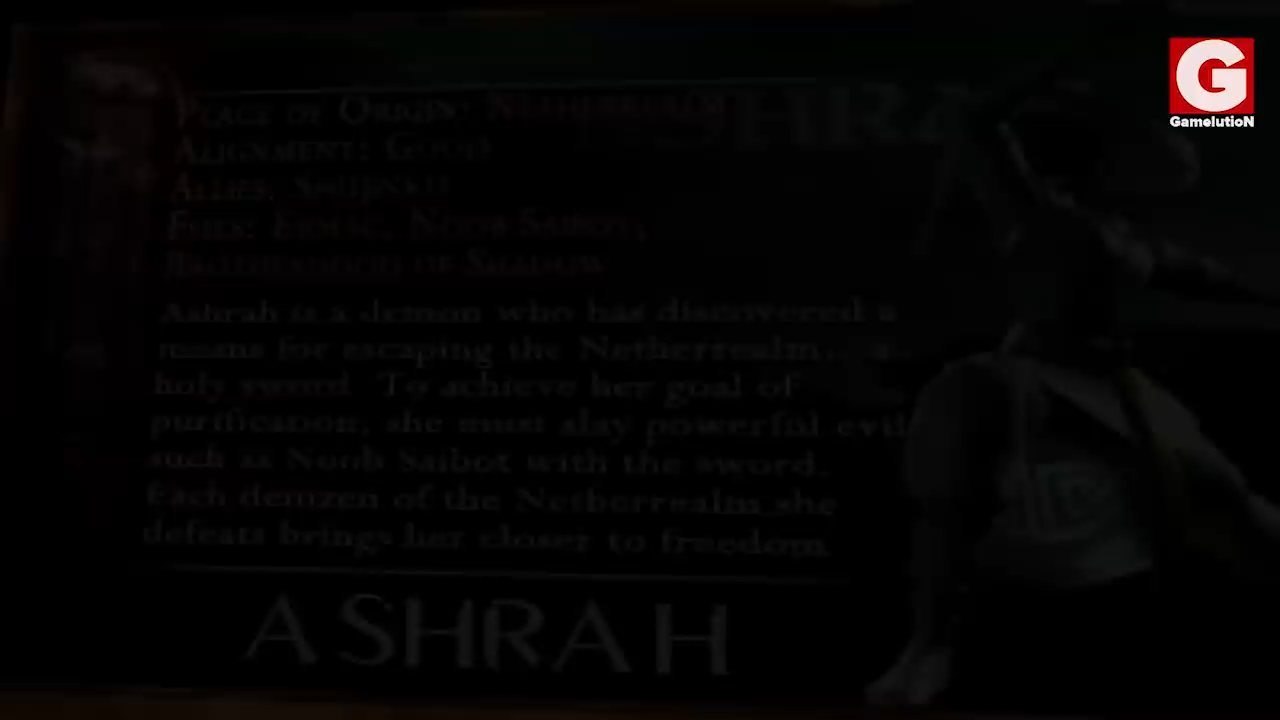 GamelutioN
PLACE OF ORIGIN: NETHERREALM
ALIGNMENT: GOOD
ALLIES: SHUJINKO
FOES: ERMAC, NOOB SAIBOT,
BROTHERHOOD OF SHADOW
Ashrah is a demon who has discovered a
means for escaping the Netherrealm... a
holy sword. To achieve her goal of
purification, she must slay powerful evil
such as Noob Saibot with the sword.
Each denizen of the Netherrealm she
defeats brings her closer to freedom.
ASHRAH